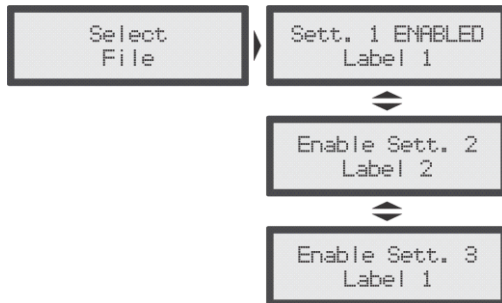 Select
File
Sett. 1 ENABLED
Label 1
Enable Sett. 2
Label 2
Enable Sett. 3
Label 1